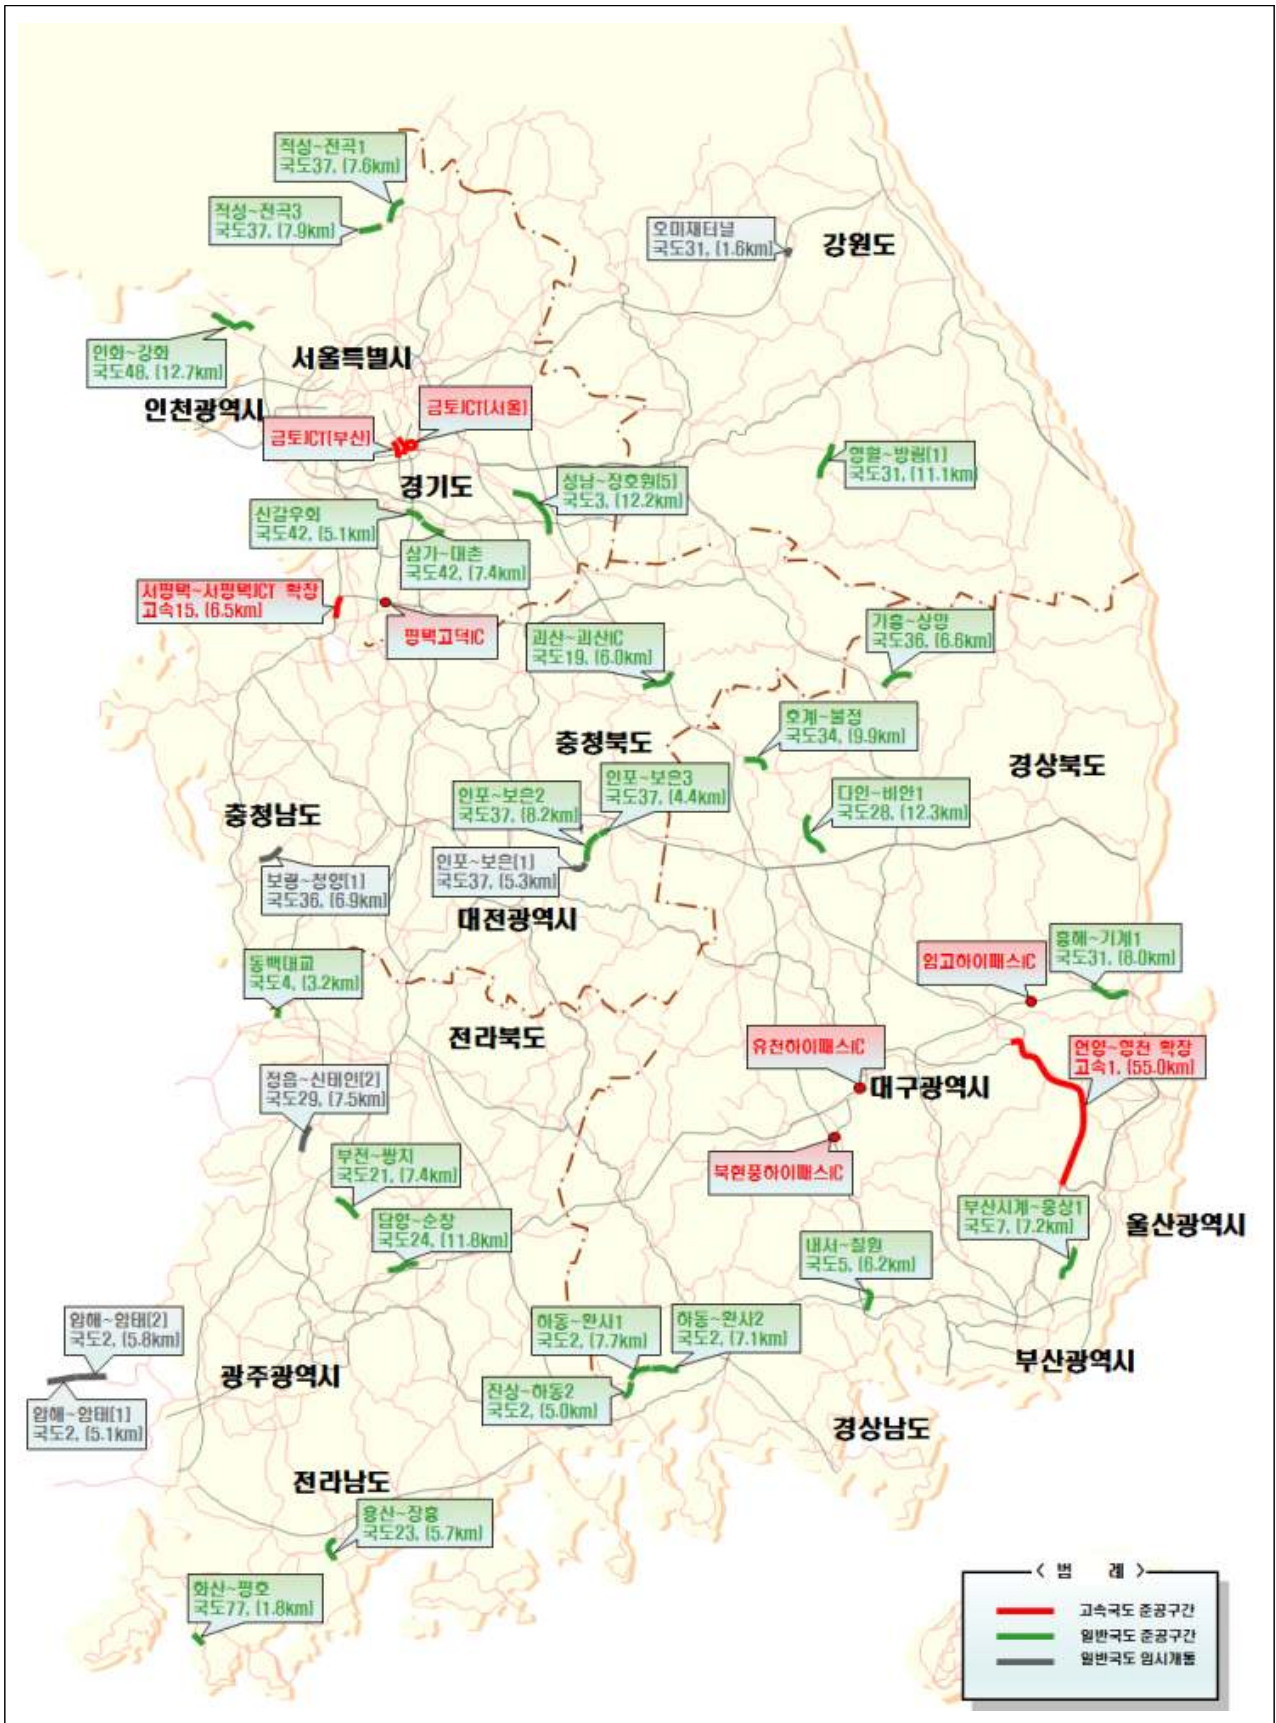 적성~전곡1
국도37, (7.6km)
적성~전곡3
국도37, (7.9km)
오미재터널
국도31, (1.6km)
강원도
인화~강화
국도48, (12.7km)
서울특별시
인천광역시
금토JCT(서울)
금토JCT(부산)
경기도
영월~방림(1)
국도31, (11.1km)
성남~장호원(5)
국도3, (12.2km)
신갈우회
국도42, (5.1km)
삼가~대촌
국도42, (7.4km)
서평택~서평택JCT 확장
고속15, (6.5km)
평택고덕IC
괴산~괴산IC
국도19, (6.0km)
가흥~상망
국도36, (6.6km)
호계~불정
국도34, (9.9km)
충청북도
경상북도
인포~보은2
국도37, (8.2km)
인포~보은3
국도37, (4.4km)
다인~비안1
국도28, (12.3km)
충청남도
보령~청양(1)
국도36, (6.9km)
인포~보은(1)
국도37, (5.3km)
대전광역시
동백대교
국도4, (3.2km)
임고하이패스IC
흥해~기계1
국도31, (8.0km)
전라북도
유천하이패스IC
대구광역시
언양~영천 확장
고속1, (55.0km)
정읍~신태인(2)
국도29, (7.5km)
북현풍하이패스IC
부전~쌍치
국도21, (7.4km)
담양~순창
국도24, (11.8km)
부산시계~웅상1
국도7, (7.2km)
울산광역시
내서~칠원
국도5, (6.2km)
압해~암태(2)
국도2, (5.8km)
하동~완사1
국도2, (7.7km)
하동~완사2
국도2, (7.1km)
광주광역시
부산광역시
진상~하동2
국도2, (5.0km)
압해~암태(1)
국도2, (5.1km)
경상남도
전라남도
용산~장흥
국도23, (5.7km)
화산~평호
국도77, (1.8km)
< 범 례 >
고속국도 준공구간
일반국도 준공구간
일반국도 임시개통